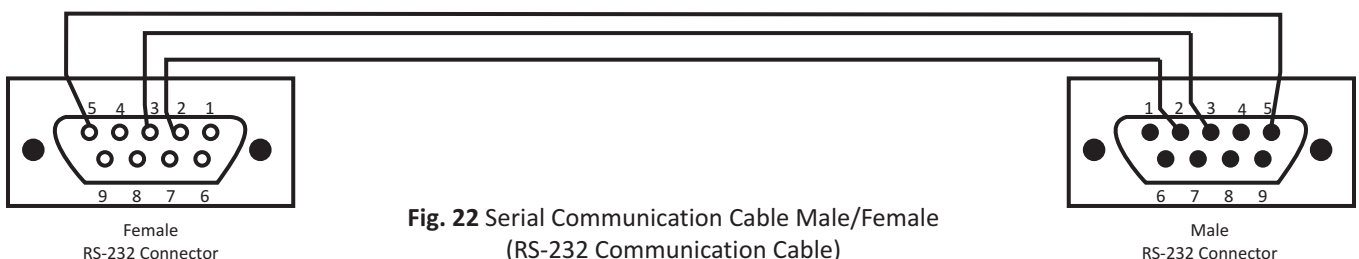 5 4 3 2 1
9 8 7 6
Female
RS-232 Connector
Fig. 22 Serial Communication Cable Male/Female
(RS-232 Communication Cable)
1 2 3 4 5
6 7 8 9
Male
RS-232 Connector